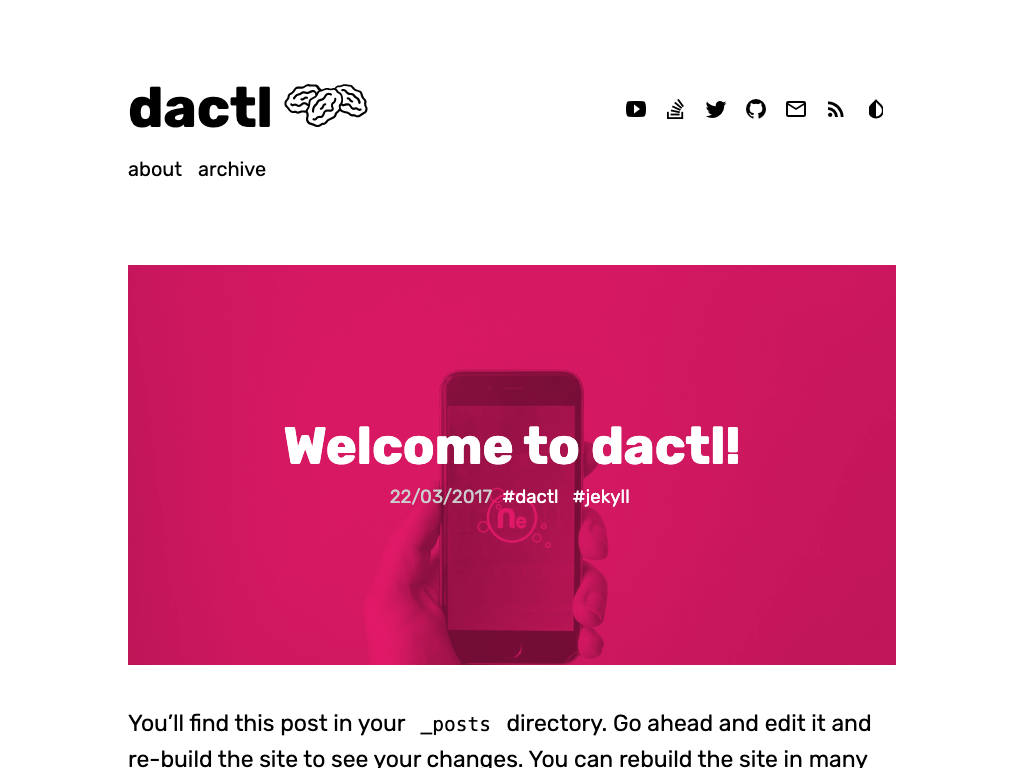 dactl
about archive
Welcome to dactl!
22/03/2017 #dactl #jekyll
ne
You’ll find this post in your _posts directory. Go ahead and edit it and
re-build the site to see your changes. You can rebuild the site in many